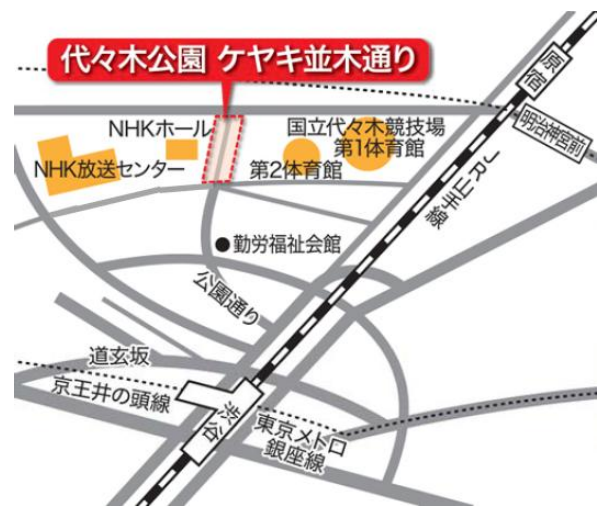 代々木公園 ケヤキ並木通り
原宿
明治神宮前
NHKホール
国立代々木競技場
第1体育館
NHK放送センター
第2体育館
JR山手線
勤労福祉会館
公園通り
道玄坂
京王井の頭線
渋谷
東京メトロ
銀座線